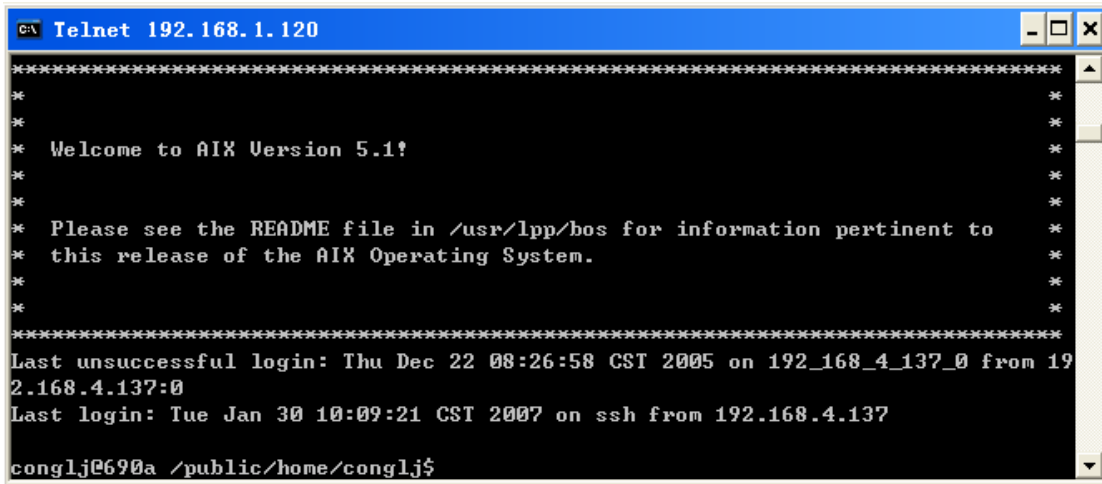 Telnet 192.168.1.120
*******************************************************************************
*                                                                             *
*                                                                             *
*  Welcome to AIX Version 5.1!                                                *
*                                                                             *
*                                                                             *
*  Please see the README file in /usr/lpp/bos for information pertinent to    *
*  this release of the AIX Operating System.                                  *
*                                                                             *
*                                                                             *
*******************************************************************************
Last unsuccessful login: Thu Dec 22 08:26:58 CST 2005 on 192_168_4_137_0 from 19
2.168.4.137:0
Last login: Tue Jan 30 10:09:21 CST 2007 on ssh from 192.168.4.137
conglj@690a /public/home/conglj$